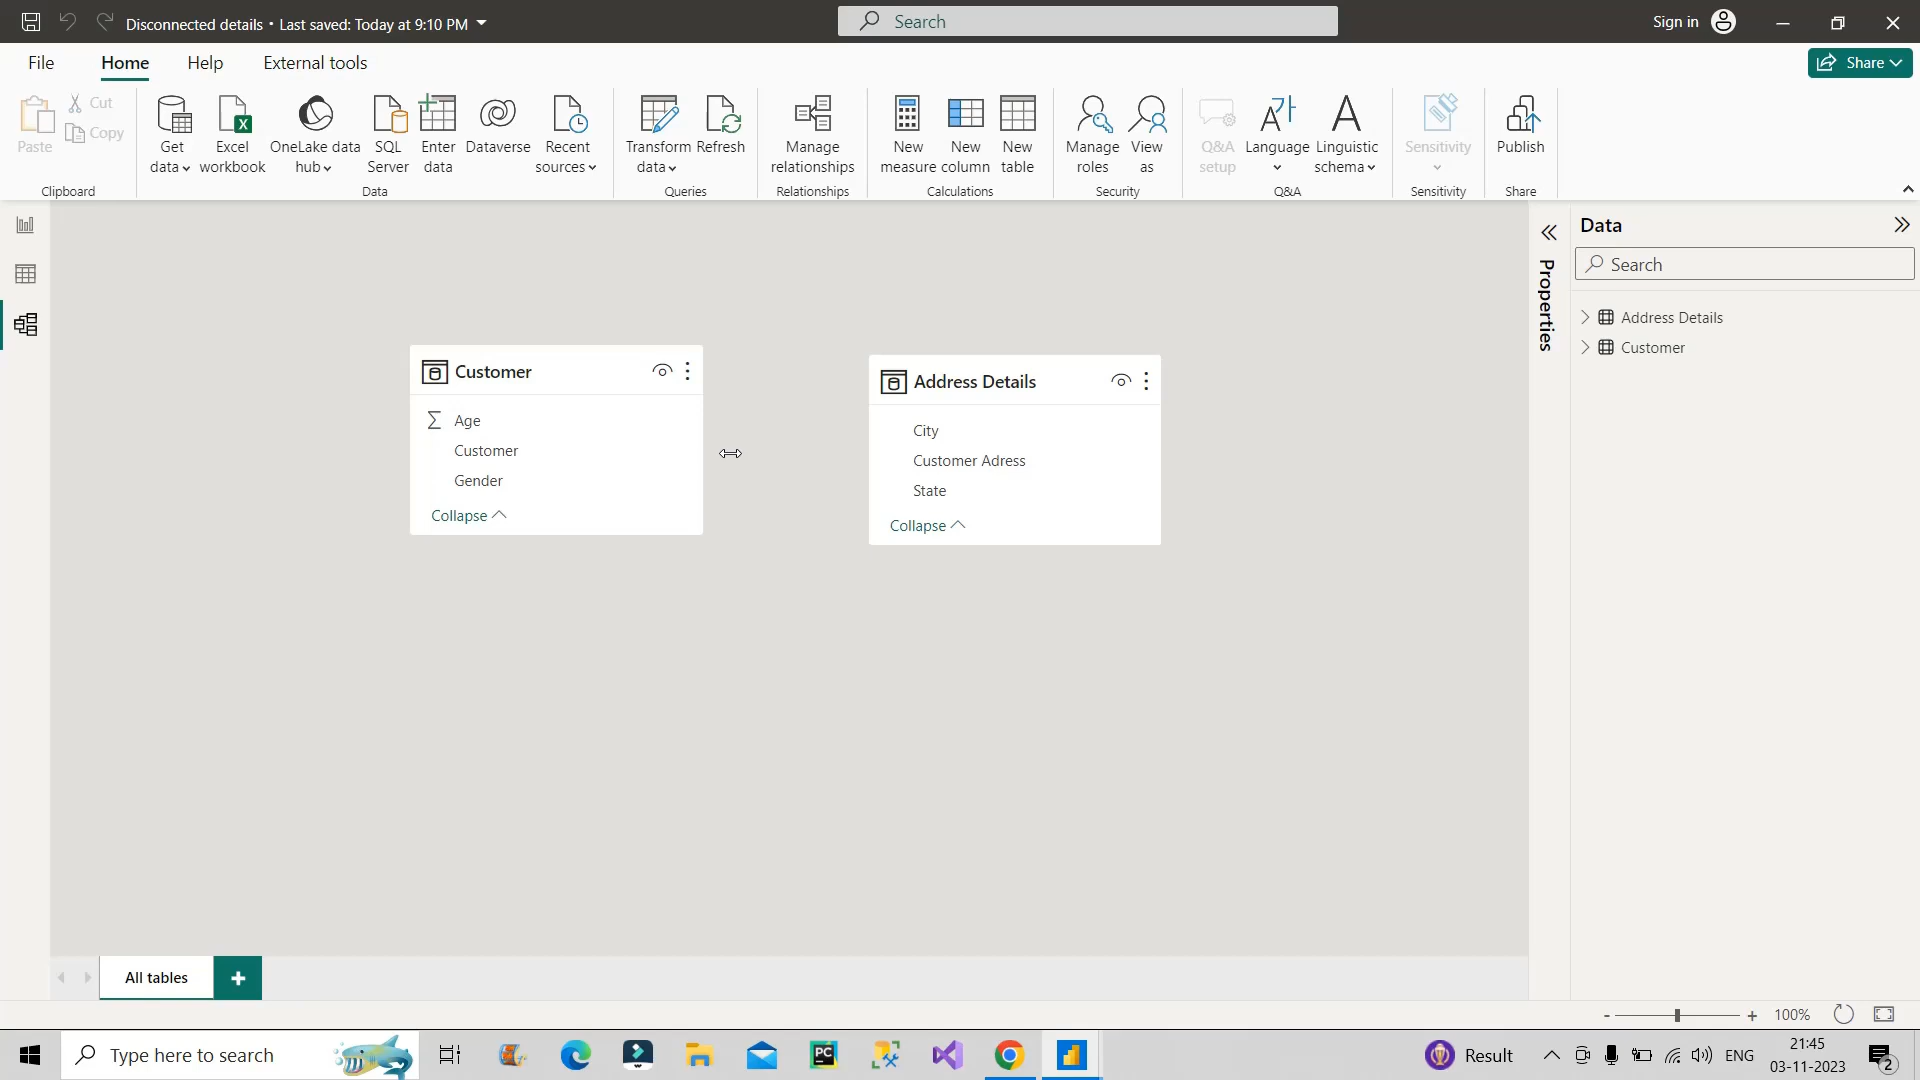 Disconnected details • Last saved: Today at 9:10 PM
Search
Sign in
File
Home
Help
External tools
Share
Paste
Cut
Copy
Clipboard
Get data
Excel workbook
OneLake data hub
SQL Server
Enter data
Dataverse
Recent sources
Data
Transform data
Refresh
Queries
Manage relationships
Relationships
New measure
New column
New table
Calculations
Manage roles
View as
Security
Q&A setup
Language
Linguistic schema
Q&A
Sensitivity
Sensitivity
Publish
Share
Customer
Age
Customer
Gender
Collapse
Address Details
City
Customer Adress
State
Collapse
Properties
Data
Search
Address Details
Customer
All tables
+
- + 100%
Type here to search
PC
Result
ENG
21:45
03-11-2023
2